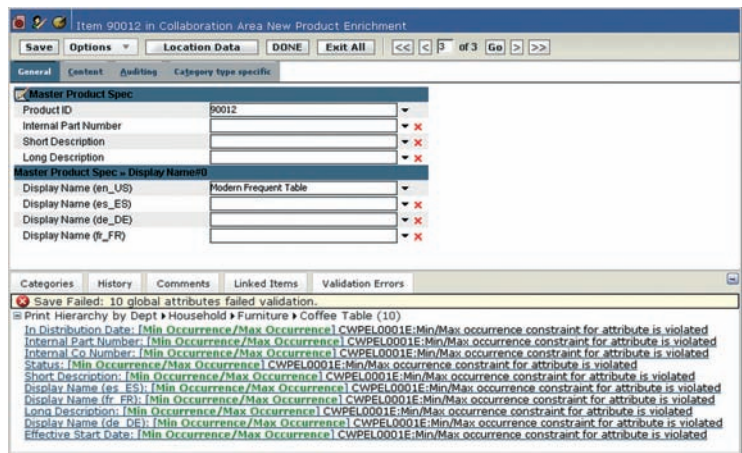 Item 90012 in Collaboration Area New Product Enrichment
Save Options Location Data DONE Exit All << < 3 of 3 Go > >>
General Content Auditing Category type specific
Master Product Spec
Product ID 90012
Internal Part Number
Short Description
Long Description
Master Product Spec » Display Name#0
Display Name (en_US) Modern Frequent Table
Display Name (es_ES)
Display Name (de_DE)
Display Name (fr_FR)
Categories History Comments Linked Items Validation Errors
Save Failed: 10 global attributes failed validation.
Print Hierarchy by Dept Household Furniture Coffee Table (10)
In Distribution Date: [Min Occurrence/Max Occurrence] CWPEL0001E:Min/Max occurrence constraint for attribute is violated
Internal Part Number: [Min Occurrence/Max Occurrence] CWPEL0001E:Min/Max occurrence constraint for attribute is violated
Internal Co Number: [Min Occurrence/Max Occurrence] CWPEL0001E:Min/Max occurrence constraint for attribute is violated
Status: [Min Occurrence/Max Occurrence] CWPEL0001E:Min/Max occurrence constraint for attribute is violated
Short Description: [Min Occurrence/Max Occurrence] CWPEL0001E:Min/Max occurrence constraint for attribute is violated
Display Name (es_ES): [Min Occurrence/Max Occurrence] CWPEL0001E:Min/Max occurrence constraint for attribute is violated
Display Name (fr_FR): [Min Occurrence/Max Occurrence] CWPEL0001E:Min/Max occurrence constraint for attribute is violated
Long Description: [Min Occurrence/Max Occurrence] CWPEL0001E:Min/Max occurrence constraint for attribute is violated
Display Name (de_DE): [Min Occurrence/Max Occurrence] CWPEL0001E:Min/Max occurrence constraint for attribute is violated
Effective Start Date: [Min Occurrence/Max Occurrence] CWPEL0001E:Min/Max occurrence constraint for attribute is violated